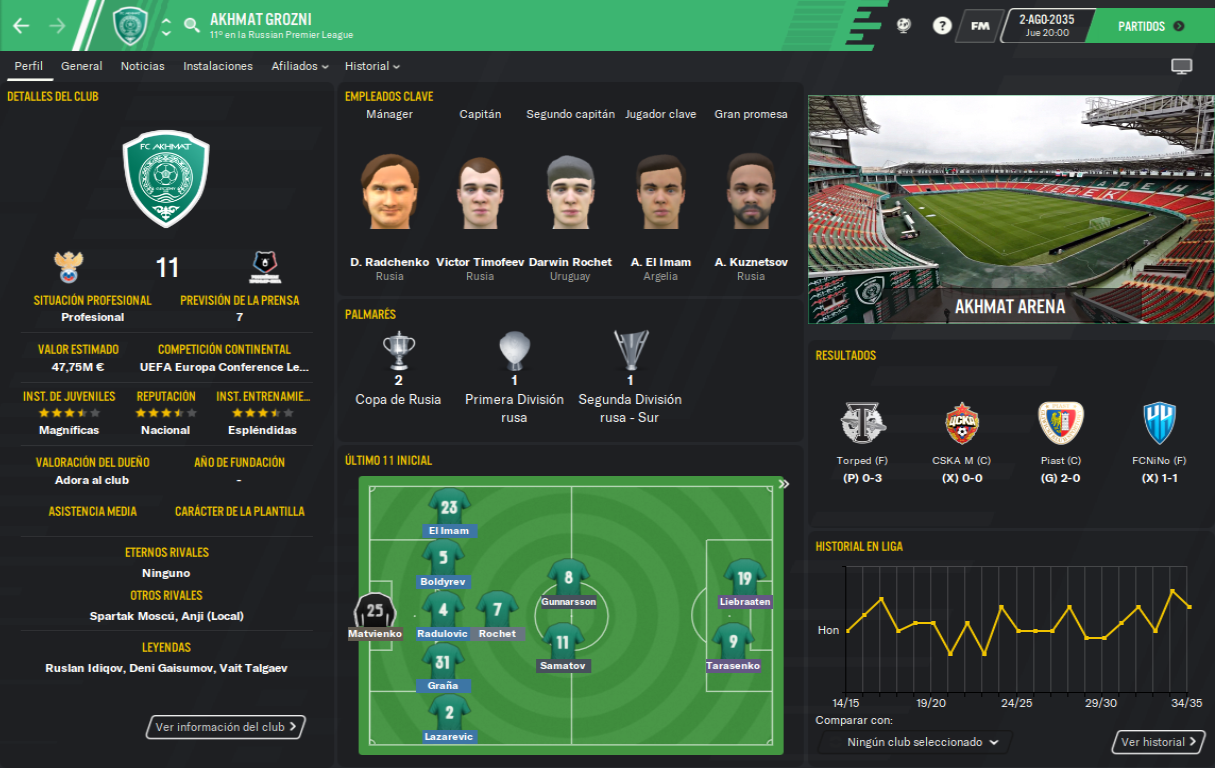 AKHMAT GROZNI
11º en la Russian Premier League
FM
2-AGO-2035
Jue 20:00
PARTIDOS
Perfil
General
Noticias
Instalaciones
Afiliados
Historial
DETALLES DEL CLUB
FC AKHMAT
11
SITUACIÓN PROFESIONAL
Profesional
PREVISIÓN DE LA PRENSA
7
VALOR ESTIMADO
47,75M €
COMPETICIÓN CONTINENTAL
UEFA Europa Conference Le...
INST. DE JUVENILES
Magníficas
REPUTACIÓN
Nacional
INST. ENTRENAMIE...
Espléndidas
VALORACIÓN DEL DUEÑO
Adora al club
AÑO DE FUNDACIÓN
-
ASISTENCIA MEDIA
CARÁCTER DE LA PLANTILLA
ETERNOS RIVALES
Ninguno
OTROS RIVALES
Spartak Moscú, Anji (Local)
LEYENDAS
Ruslan Idiqov, Deni Gaisumov, Vait Talgaev
Ver información del club
EMPLEADOS CLAVE
Mánager
Capitán
Segundo capitán
Jugador clave
Gran promesa
D. Radchenko
Rusia
Victor Timofeev
Rusia
Darwin Rochet
Uruguay
A. El Imam
Argelia
A. Kuznetsov
Rusia
PALMARÉS
2
Copa de Rusia
1
Primera División
rusa
1
Segunda División
rusa - Sur
ÚLTIMO 11 INICIAL
23
El Imam
5
Boldyrev
25
Matvienko
4
Radulovic
7
Rochet
31
Graña
2
Lazarevic
8
Gunnarsson
11
Samatov
19
Liebraaten
9
Tarasenko
ТЕРЕК
AKHMAT ARENA
RESULTADOS
Torped (F)
(P) 0-3
ЦСКА
CSKA M (C)
(X) 0-0
PIAST
Piast (C)
(G) 2-0
FCNiNo (F)
(X) 1-1
HISTORIAL EN LIGA
Hon
14/15
19/20
24/25
29/30
34/35
Comparar con:
Ningún club seleccionado
Ver historial